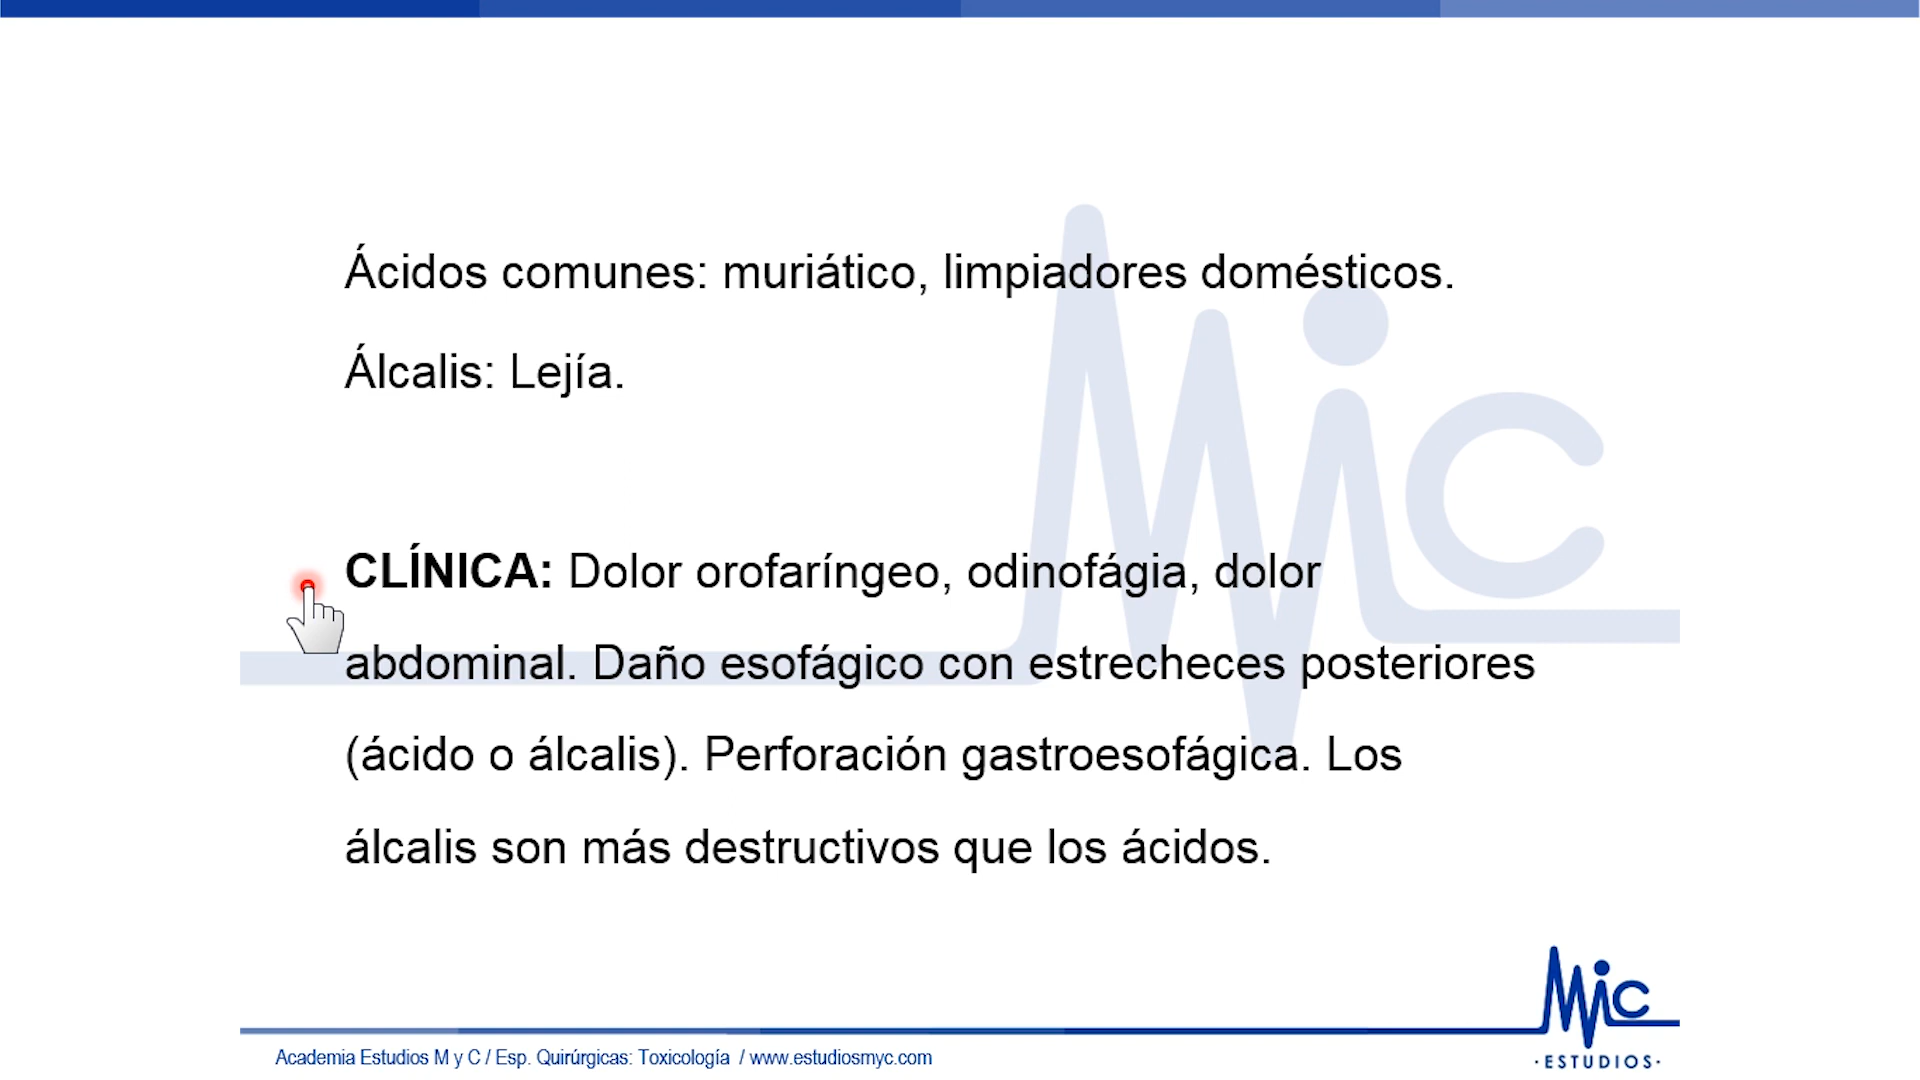 Ácidos comunes: muriático, limpiadores domésticos.
Álcalis: Lejía.
CLÍNICA: Dolor orofaríngeo, odinofágia, dolor
abdominal. Daño esofágico con estrecheces posteriores
(ácido o álcalis). Perforación gastroesofágica. Los
álcalis son más destructivos que los ácidos.
MiC
·ESTUDIOS·
Academia Estudios M y C / Esp. Quirúrgicas: Toxicología / www.estudiosmyc.com